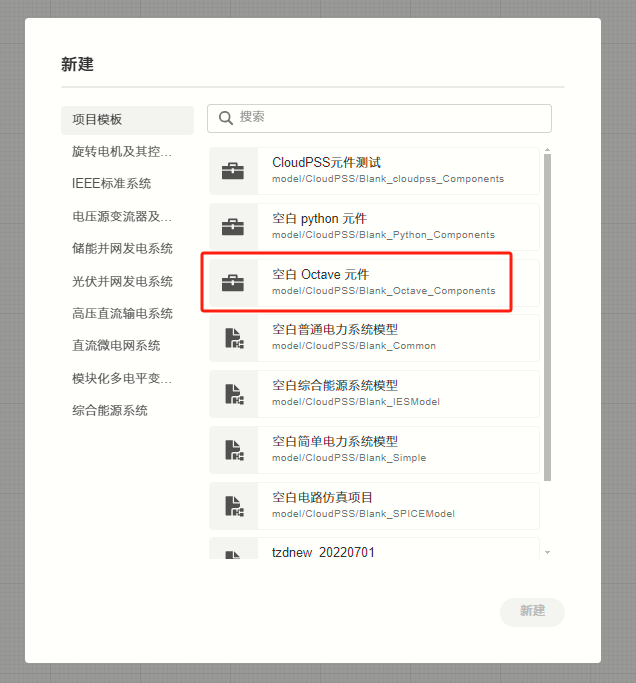 新建
项目模板
旋转电机及其控...
IEEE标准系统
电压源变流器及...
储能并网发电系统
光伏并网发电系统
高压直流输电系统
直流微电网系统
模块化多电平变...
综合能源系统
搜索
CloudPSS元件测试
model/CloudPSS/Blank_cloudpss_Components
空白 python 元件
model/CloudPSS/Blank_Python_Components
空白 Octave 元件
model/CloudPSS/Blank_Octave_Components
空白普通电力系统模型
model/CloudPSS/Blank_Common
空白综合能源系统模型
model/CloudPSS/Blank_IESModel
空白简单电力系统模型
model/CloudPSS/Blank_Simple
空白电路仿真项目
model/CloudPSS/Blank_SPICEModel
tzdnew_20220701
新建